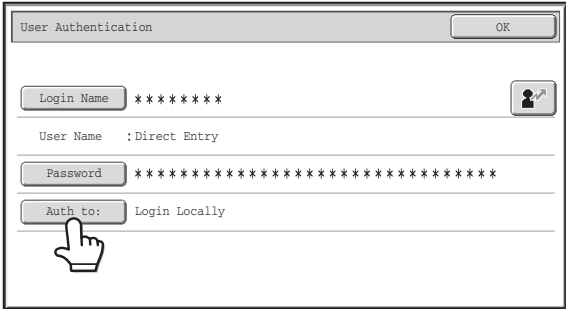 User Authentication OK
Login Name ********
User Name :Direct Entry
Password ********************************
Auth to: Login Locally